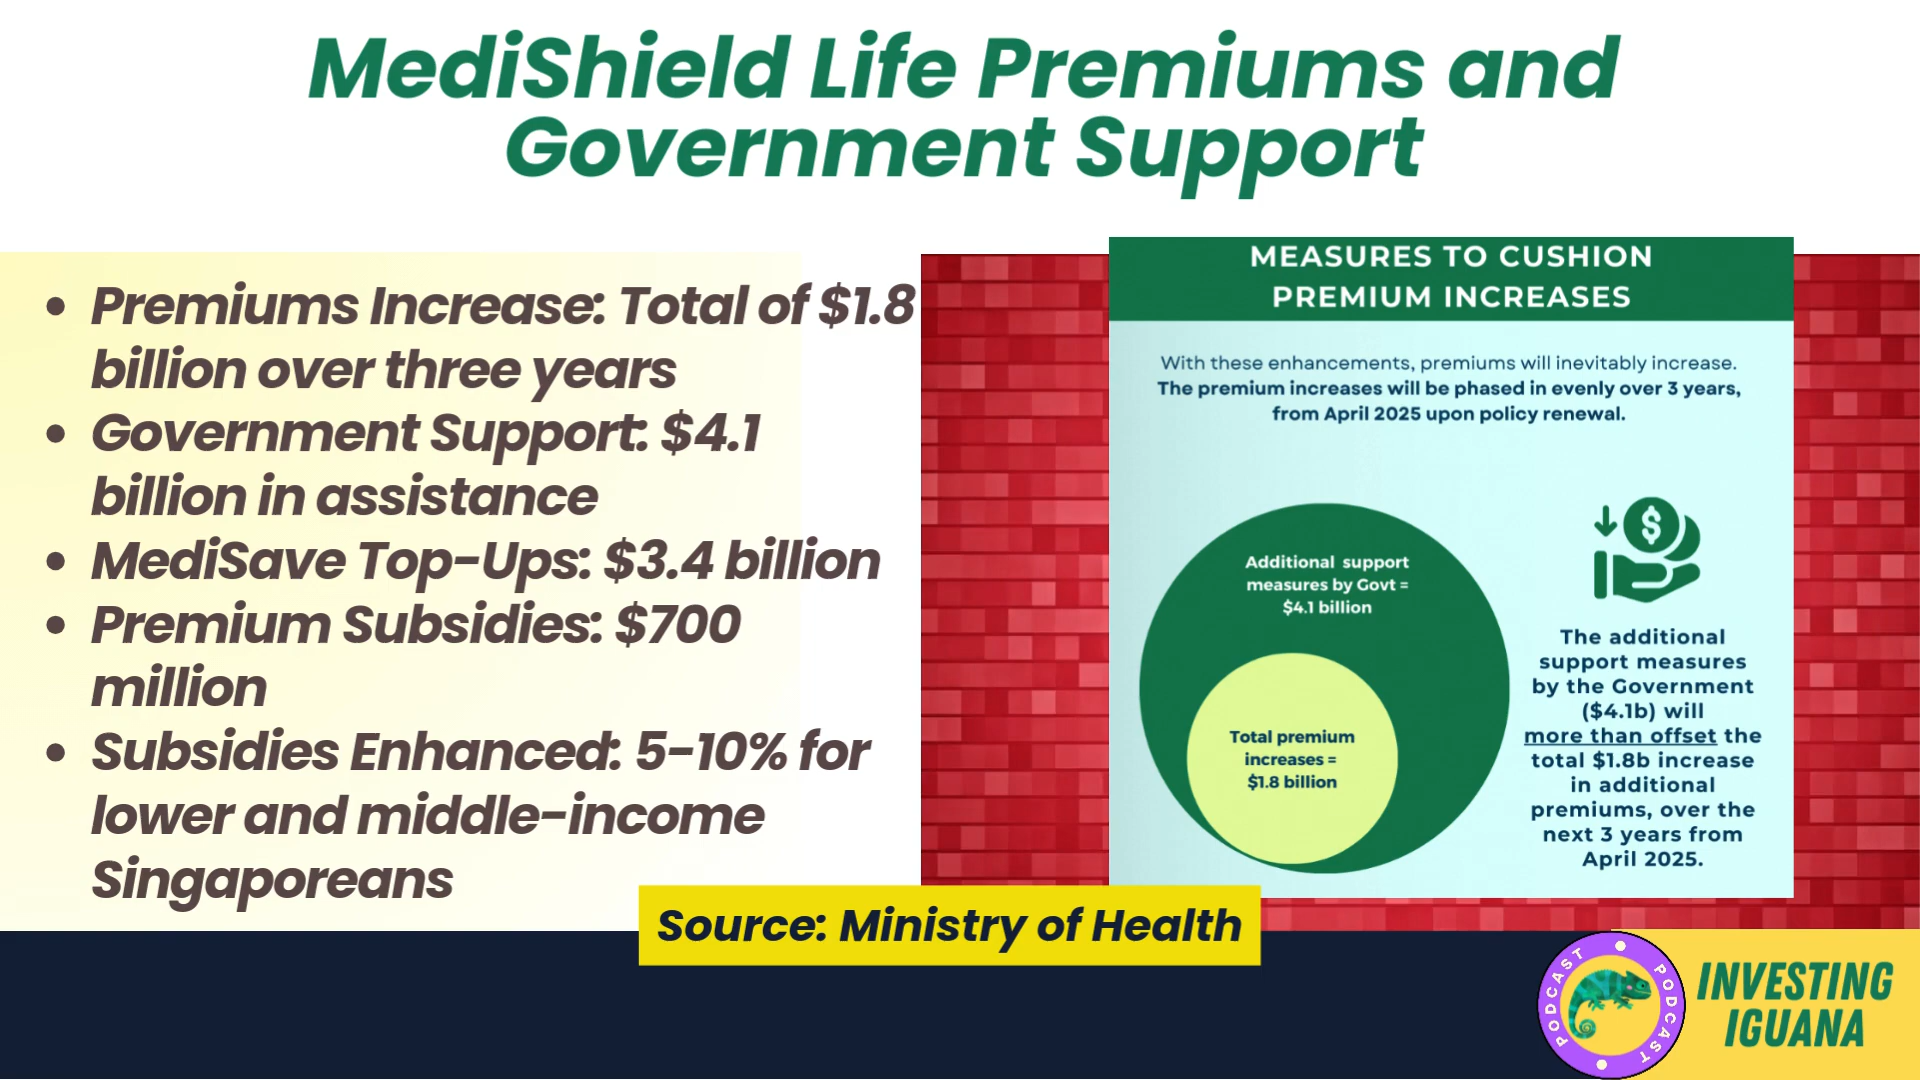 MediShield Life Premiums and
Government Support
• Premiums Increase: Total of $1.8
billion over three years
• Government Support: $4.1
billion in assistance
• MediSave Top-Ups: $3.4 billion
• Premium Subsidies: $700
million
• Subsidies Enhanced: 5-10% for
lower and middle-income
Singaporeans
MEASURES TO CUSHION
PREMIUM INCREASES
With these enhancements, premiums will inevitably increase.
The premium increases will be phased in evenly over 3 years,
from April 2025 upon policy renewal.
Additional support
measures by Govt =
$4.1 billion
Total premium
increases =
$1.8 billion
$
The additional
support measures
by the Government
($4.1b) will
more than offset the
total $1.8b increase
in additional
premiums, over the
next 3 years from
April 2025.
Source: Ministry of Health
PODCAST
PODCAST
INVESTING
IGUANA